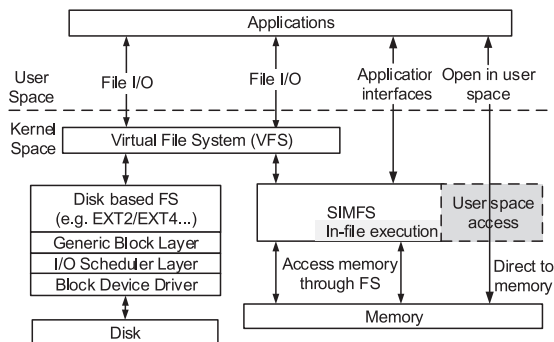 Applications
User
Space
File I/O
File I/O
Application
interfaces
Open in user
space
Kernel
Space
Virtual File System (VFS)
Disk based FS
(e.g. EXT2/EXT4...)
Generic Block Layer
I/O Scheduler Layer
Block Device Driver
Disk
SIMFS
In-file execution
User space
access
Access memory
through FS
Direct to
memory
Memory